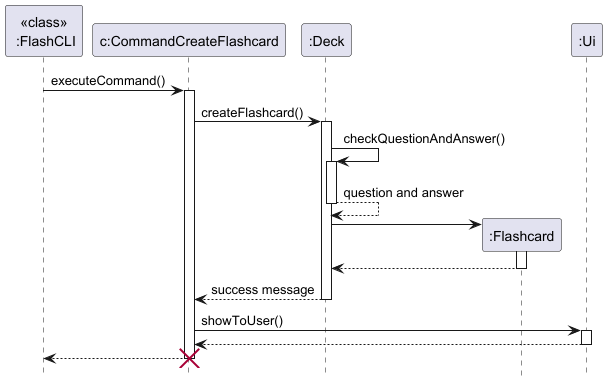 «class»
:FlashCLI
c:CommandCreateFlashcard
:Deck
:Ui
executeCommand()
createFlashcard()
checkQuestionAndAnswer()
question and answer
:Flashcard
success message
showToUser()